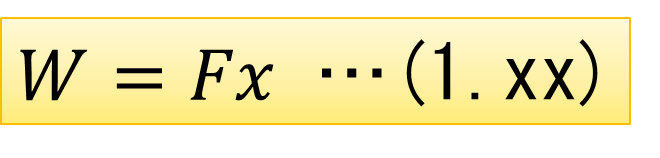 W = Fx …(1.xx)